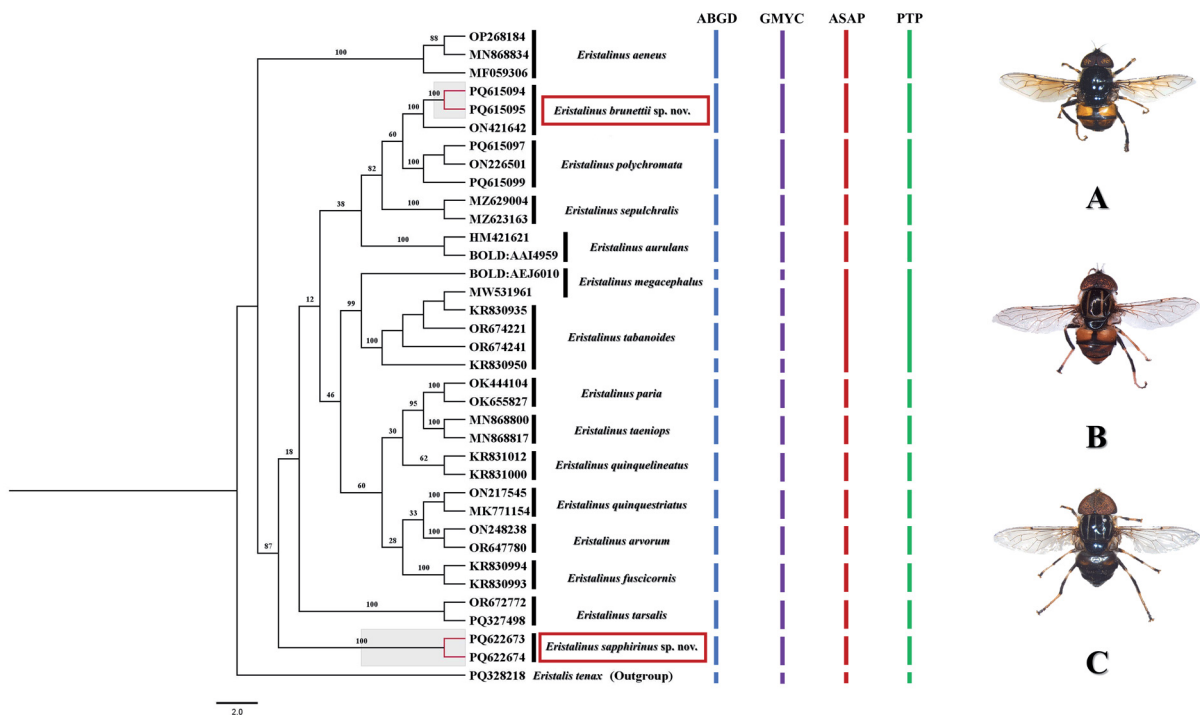 ABGD GMYC ASAP PTP
OP268184
88
MN868834
Eristalinus aeneus
100
MF059306
PQ615094
100
PQ615095
Eristalinus brunettii sp. nov.
100
ON421642
60
PQ615097
ON226501
Eristalinus polychromata
100
82
PQ615099
MZ629004
38
100
Eristalinus sepulchralis
MZ623163
HM421621
100
Eristalinus aurulans
BOLD:AAI4959
BOLD:AEJ6010
Eristalinus megacephalus
12
99
MW531961
KR830935
OR674221
Eristalinus tabanoides
100
OR674241
KR830950
OK444104
100
Eristalinus paria
46
95
OK655827
MN868800
30
100
Eristalinus taeniops
MN868817
18
KR831012
62
Eristalinus quinquelineatus
KR831000
60
ON217545
100
Eristalinus quinquestriatus
33
MK771154
ON248238
28
100
Eristalinus arvorum
87
OR647780
KR830994
100
Eristalinus fuscicornis
KR830993
OR672772
100
Eristalinus tarsalis
PQ327498
PQ622673
100
Eristalinus sapphirinus sp. nov.
PQ622674
PQ328218 Eristalis tenax (Outgroup)
2.0
A
B
C